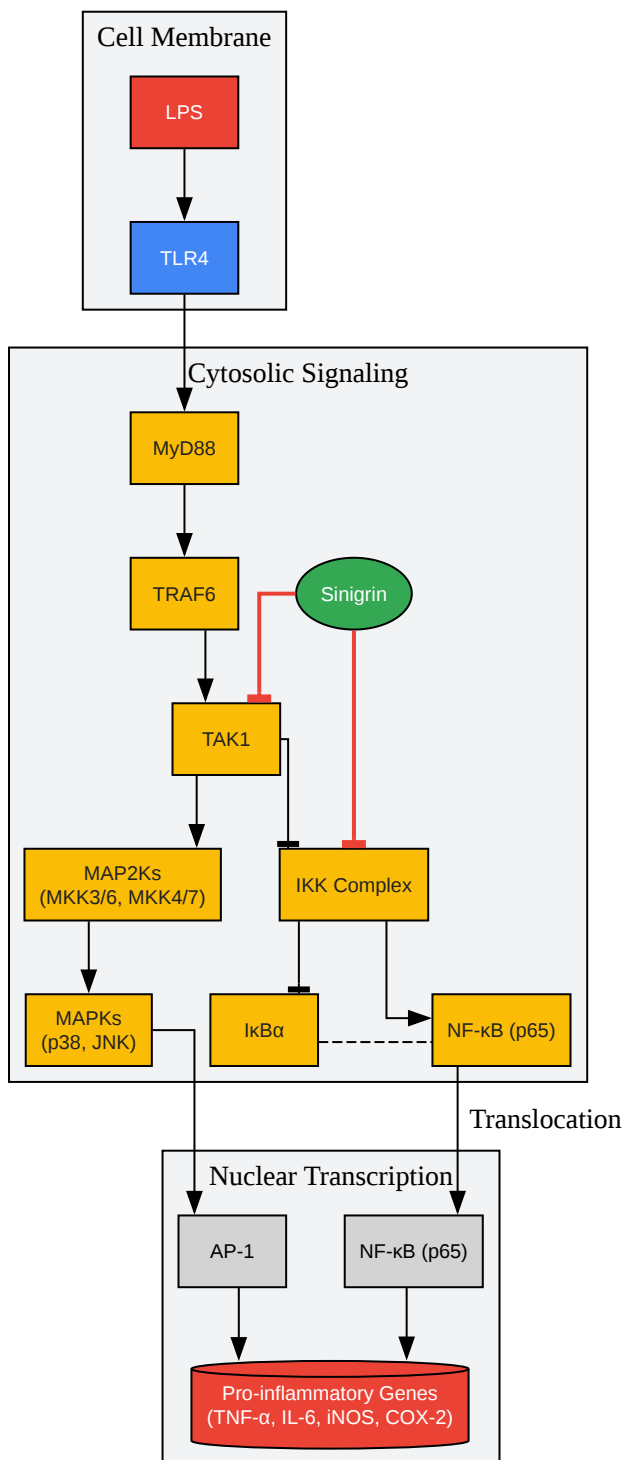 Cell Membrane
LPS
TLR4
Cytosolic Signaling
MyD88
TRAF6
Sinigrin
TAK1
MAP2Ks
(MKK3/6, MKK4/7)
IKK Complex
MAPKs
(p38, JNK)
IκBα
NF-κB (p65)
Translocation
Nuclear Transcription
AP-1
NF-κB (p65)
Pro-inflammatory Genes
(TNF-α, IL-6, iNOS, COX-2)